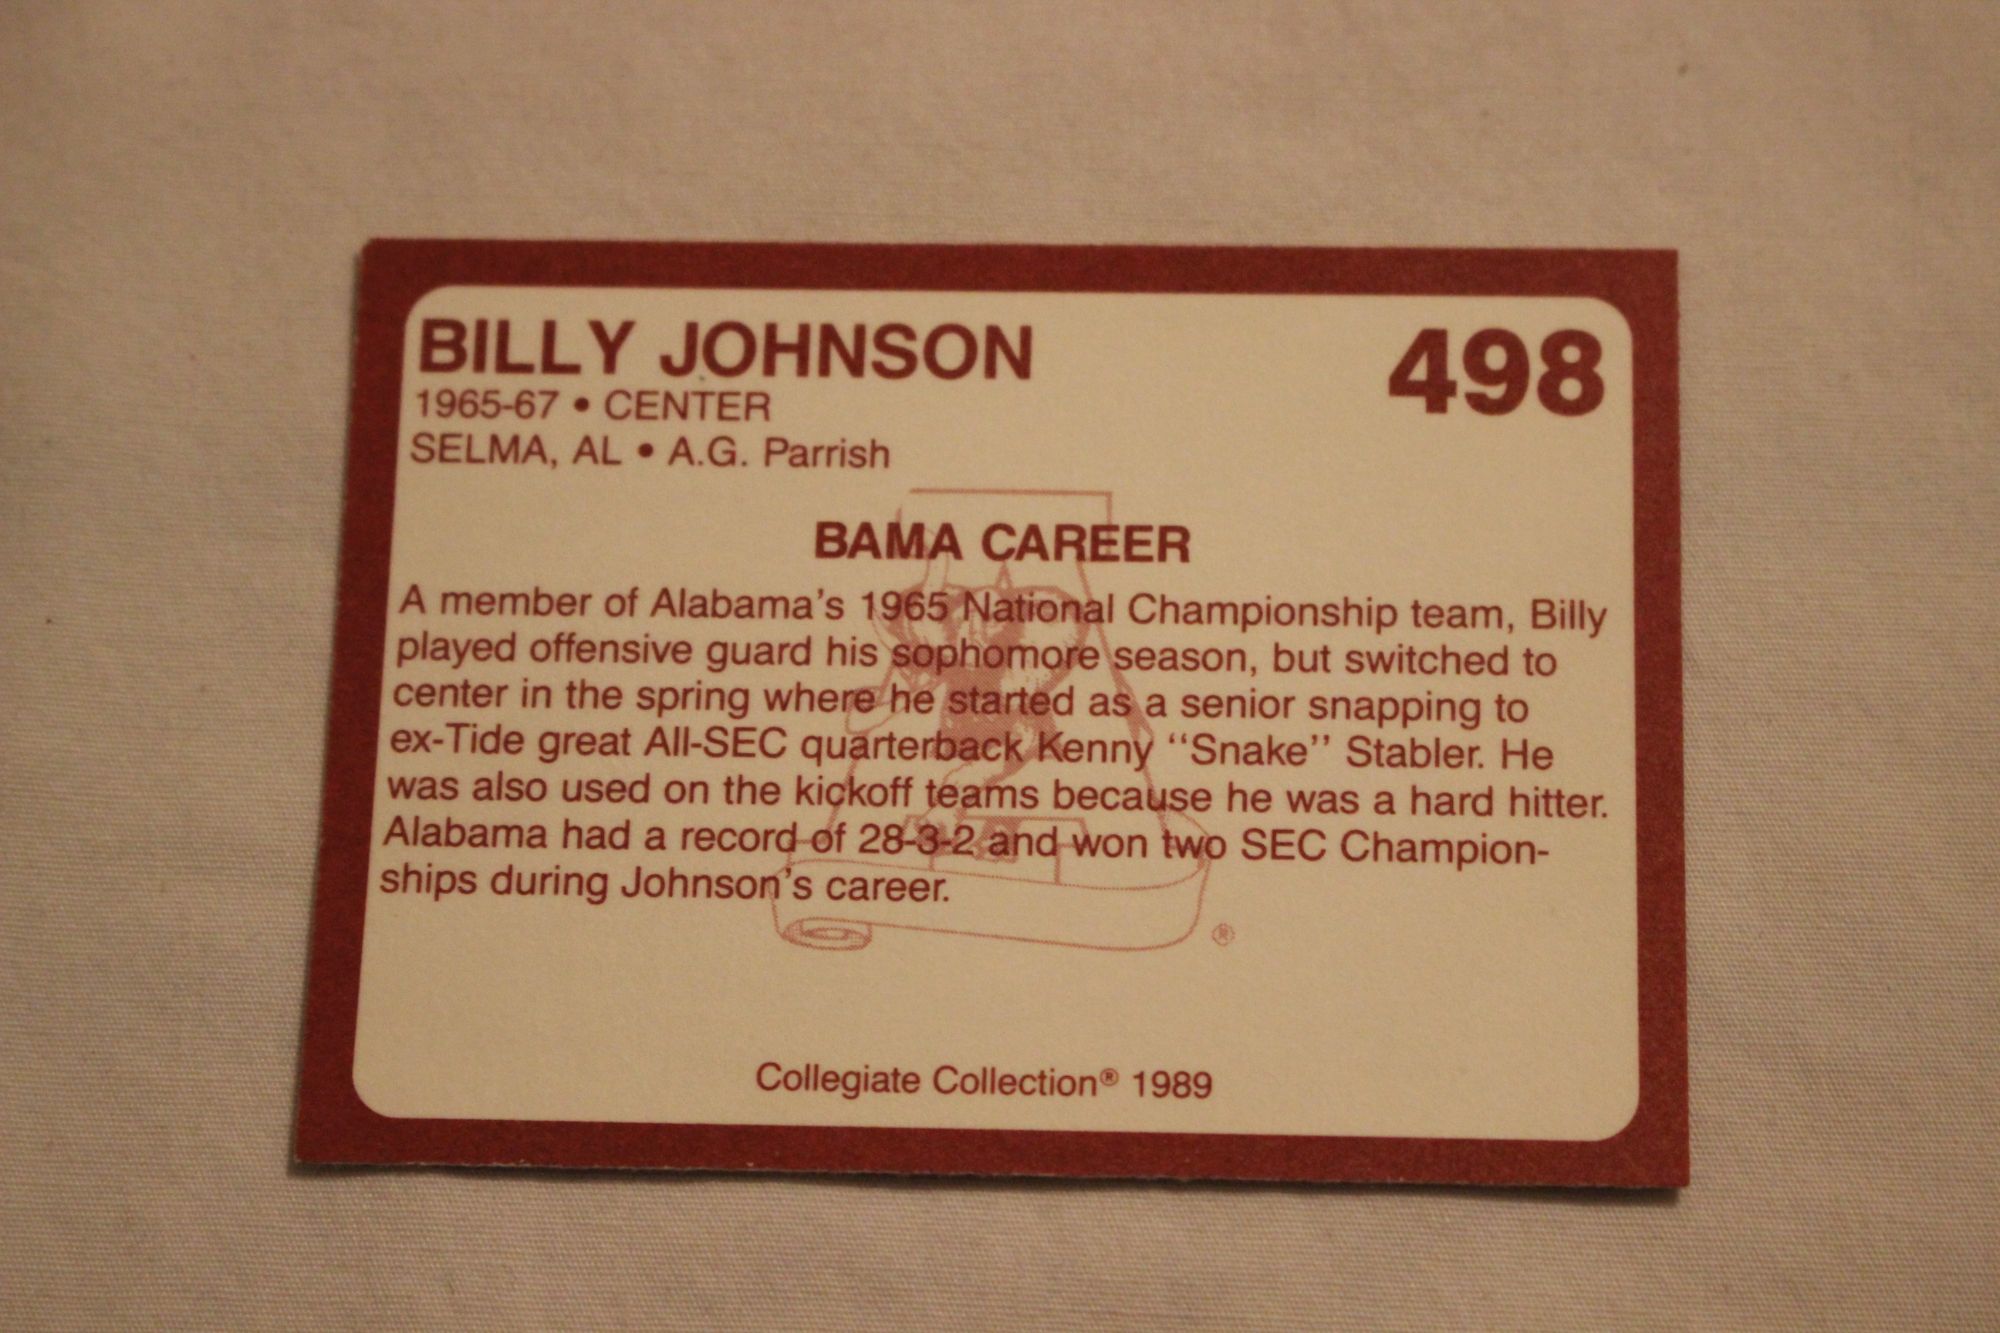 BILLY JOHNSON
498
1965-67 • CENTER
SELMA, AL • A.G. Parrish
BAMA CAREER
A member of Alabama's 1965 National Championship team, Billy
played offensive guard his sophomore season, but switched to
center in the spring where he started as a senior snapping to
ex-Tide great All-SEC quarterback Kenny ''Snake'' Stabler. He
was also used on the kickoff teams because he was a hard hitter.
Alabama had a record of 28-3-2 and won two SEC Champion-
ships during Johnson's career.
®
Collegiate Collection® 1989